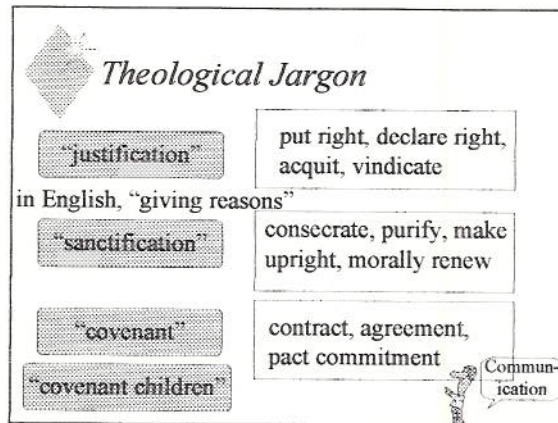 Theological Jargon
“justification”
put right, declare right,
acquit, vindicate
in English, “giving reasons”
“sanctification”
consecrate, purify, make
upright, morally renew
“covenant”
contract, agreement,
pact commitment
“covenant children”
Commun-
ication